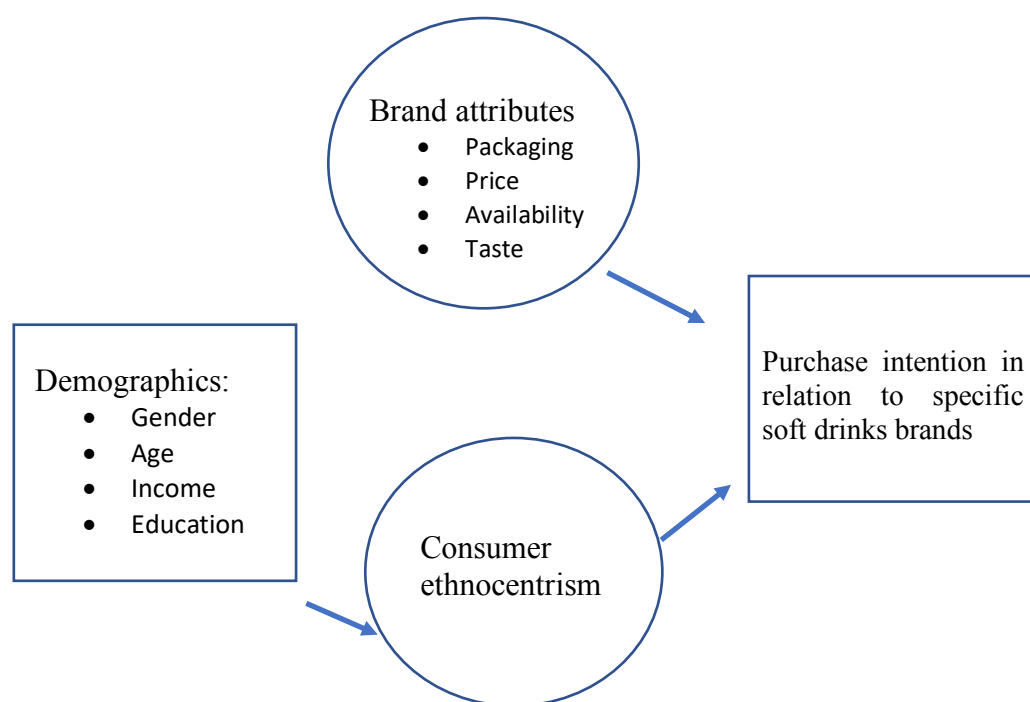 Brand attributes
• Packaging
• Price
• Availability
• Taste
Demographics:
• Gender
• Age
• Income
• Education
Consumer
ethnocentrism
Purchase intention in
relation to specific
soft drinks brands